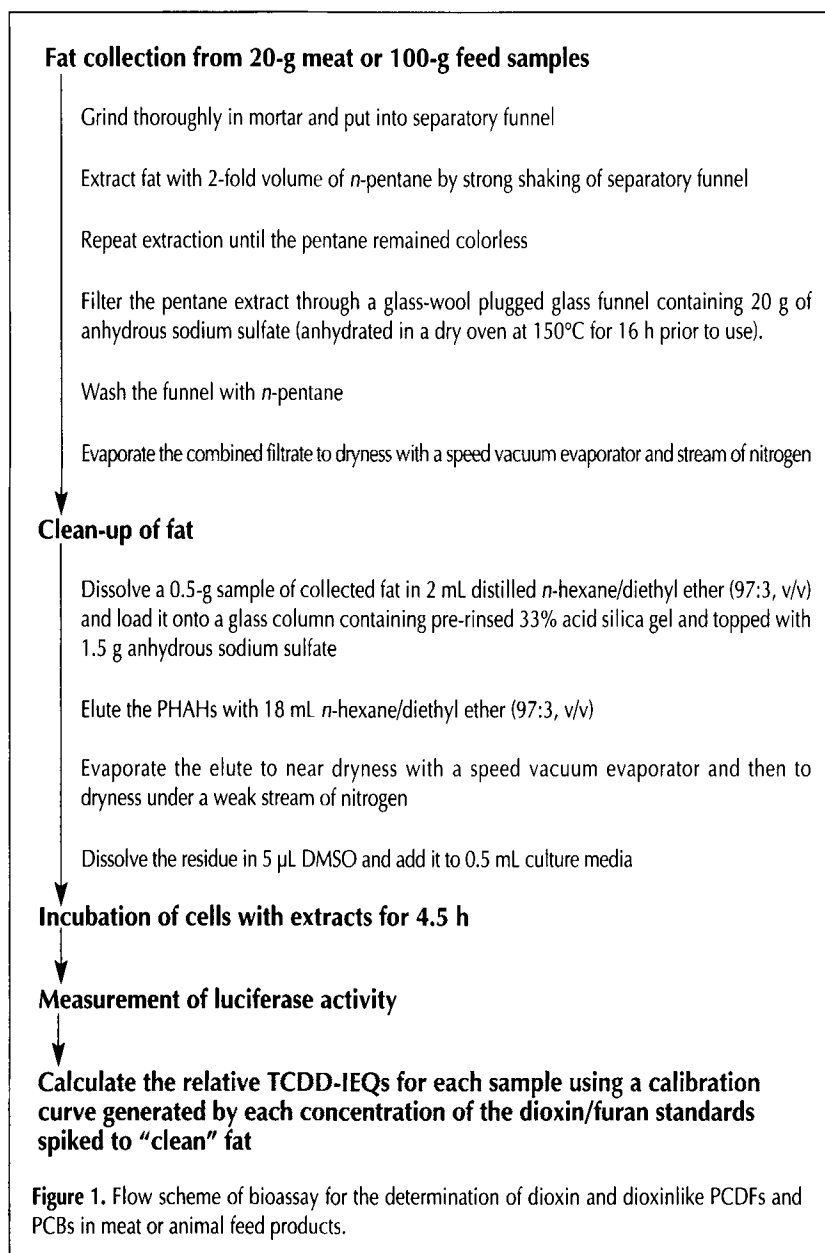 Fat collection from 20-g meat or 100-g feed samples
Grind thoroughly in mortar and put into separatory funnel
Extract fat with 2-fold volume of n-pentane by strong shaking of separatory funnel
Repeat extraction until the pentane remained colorless
Filter the pentane extract through a glass-wool plugged glass funnel containing 20 g of
anhydrous sodium sulfate (anhydrated in a dry oven at 150°C for 16 h prior to use).
Wash the funnel with n-pentane
Evaporate the combined filtrate to dryness with a speed vacuum evaporator and stream of nitrogen
Clean-up of fat
Dissolve a 0.5-g sample of collected fat in 2 mL distilled n-hexane/diethyl ether (97:3, v/v)
and load it onto a glass column containing pre-rinsed 33% acid silica gel and topped with
1.5 g anhydrous sodium sulfate
Elute the PHAHs with 18 mL n-hexane/diethyl ether (97:3, v/v)
Evaporate the elute to near dryness with a speed vacuum evaporator and then to
dryness under a weak stream of nitrogen
Dissolve the residue in 5 µL DMSO and add it to 0.5 mL culture media
Incubation of cells with extracts for 4.5 h
Measurement of luciferase activity
Calculate the relative TCDD-IEQs for each sample using a calibration
curve generated by each concentration of the dioxin/furan standards
spiked to “clean” fat
Figure 1. Flow scheme of bioassay for the determination of dioxin and dioxinlike PCDFs and
PCBs in meat or animal feed products.